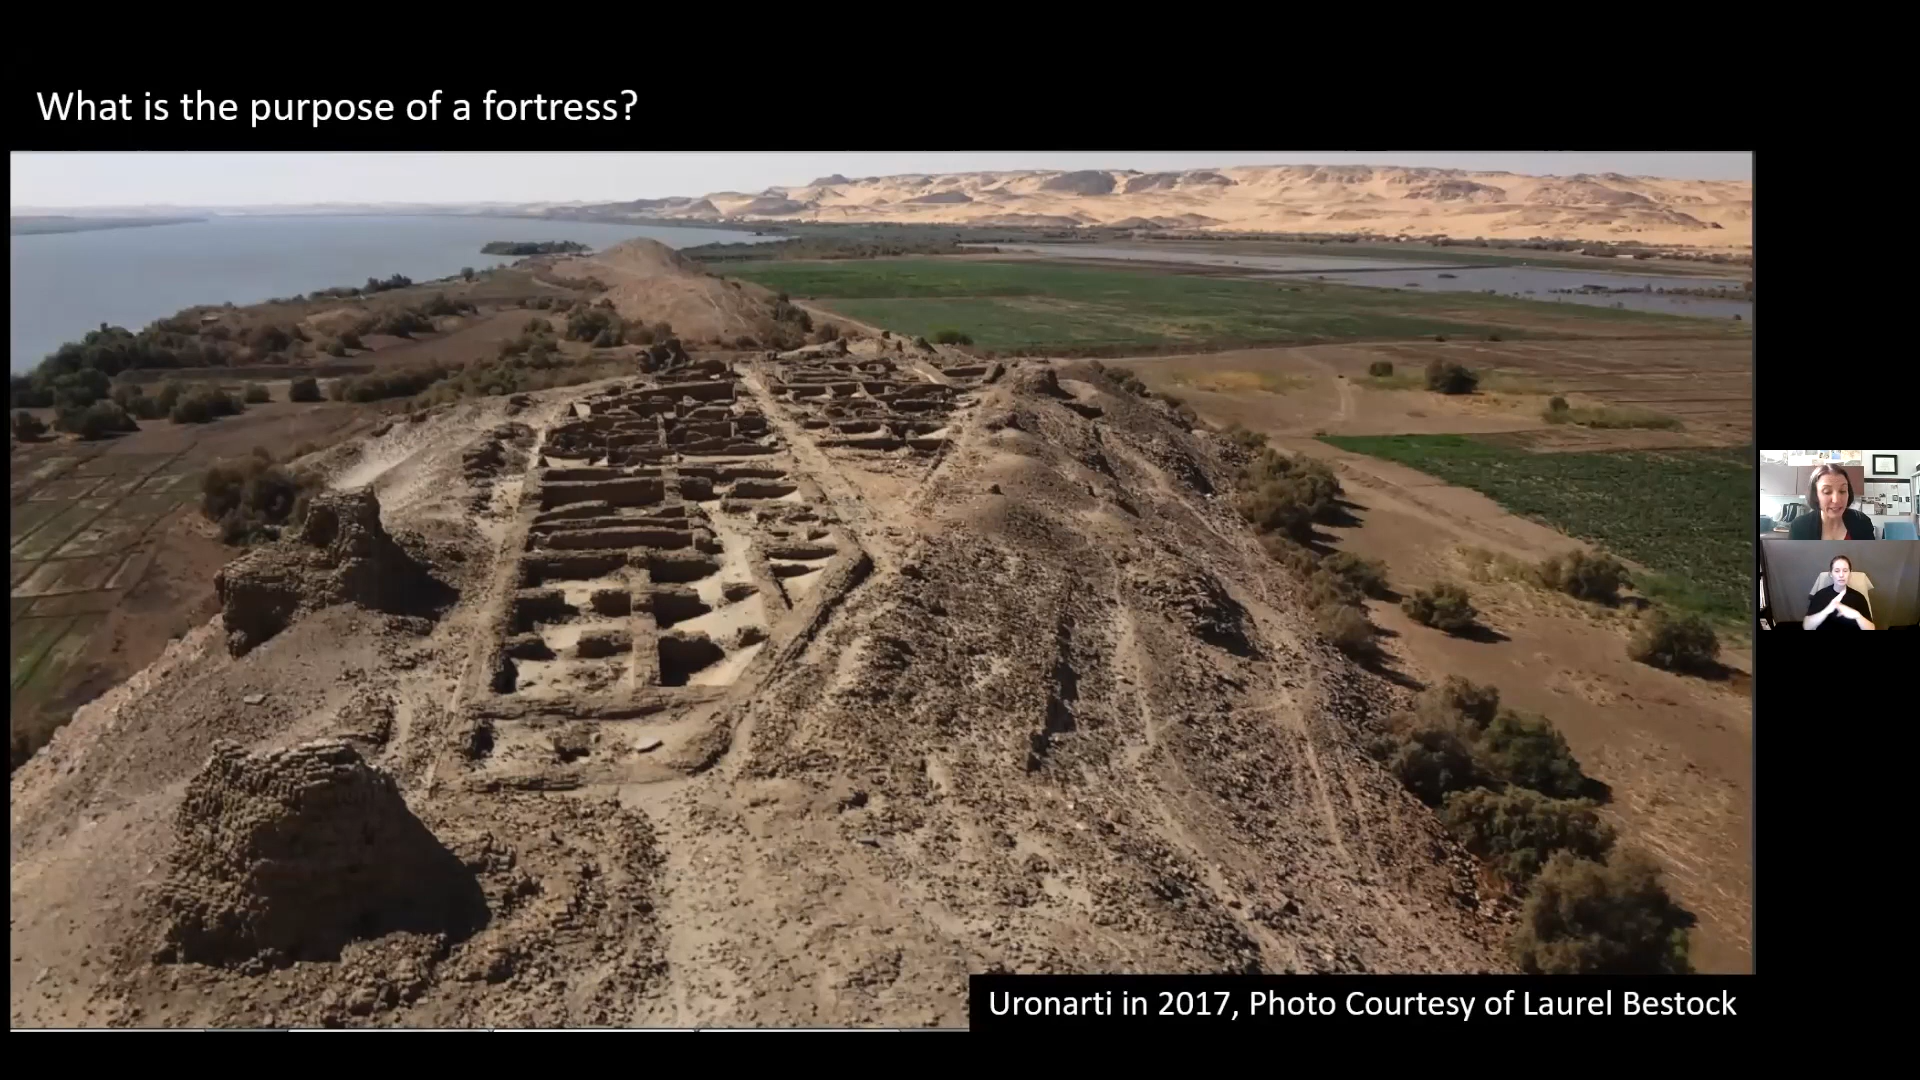 What is the purpose of a fortress?
Uronarti in 2017, Photo Courtesy of Laurel Bestock